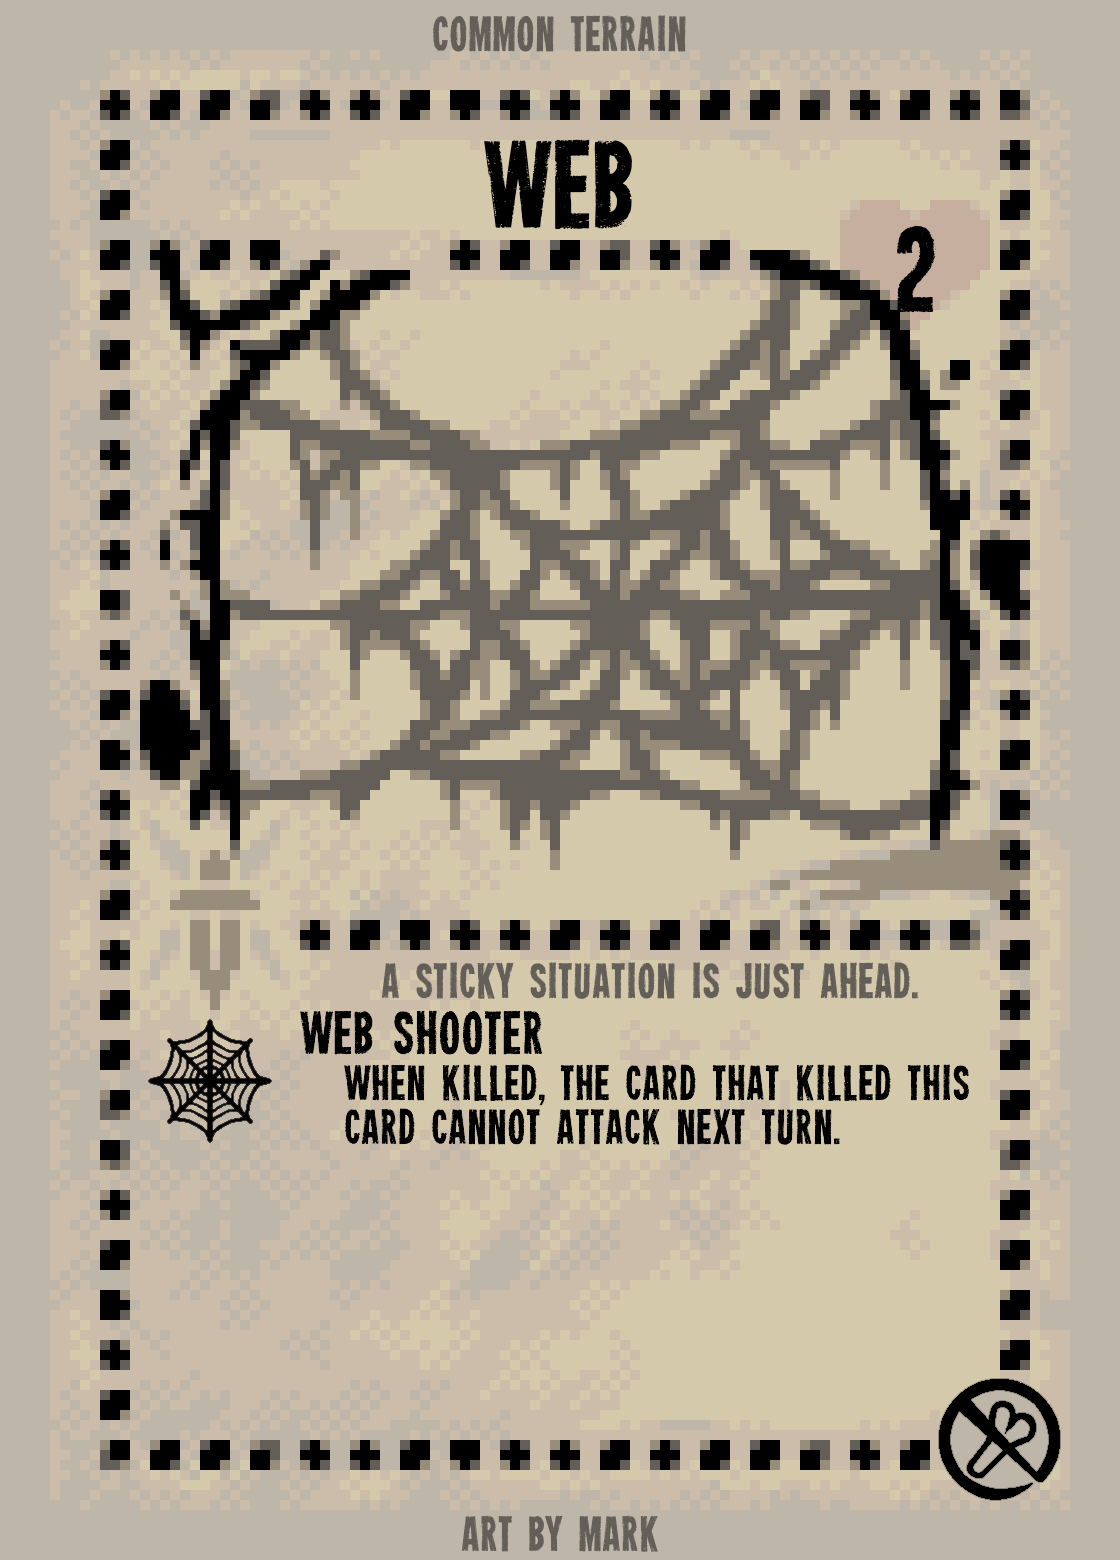 COMMON TERRAIN
WEB
2
A STICKY SITUATION IS JUST AHEAD.
WEB SHOOTER
WHEN KILLED, THE CARD THAT KILLED THIS
CARD CANNOT ATTACK NEXT TURN.
ART BY MARK